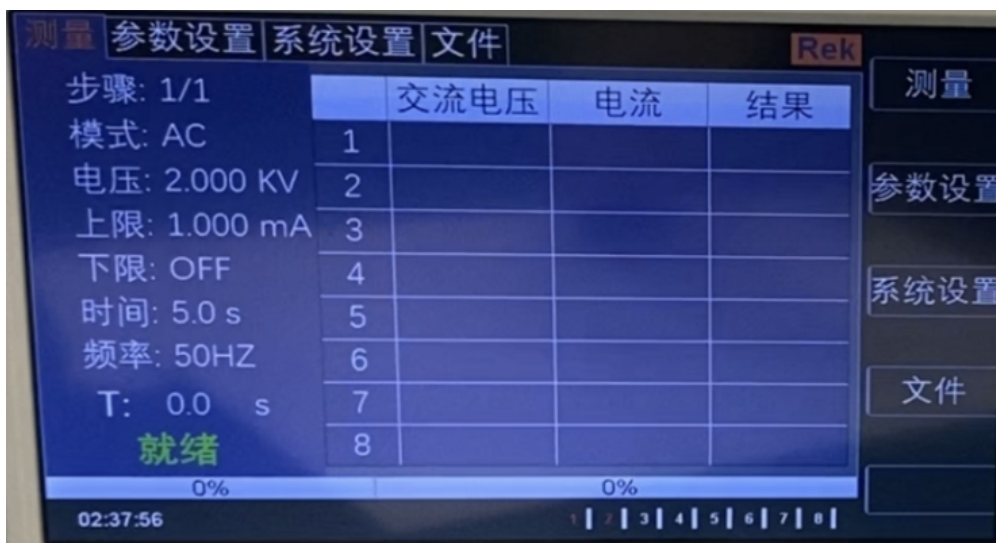 测量 参数设置 系统设置 文件 Rek
步骤: 1/1
模式: AC
电压: 2.000 KV
上限: 1.000 mA
下限: OFF
时间: 5.0 s
频率: 50HZ
T: 0.0 s
就绪
交流电压 电流 结果
1
2
3
4
5
6
7
8
0% 0%
02:37:56
1 2 3 4 5 6 7 8
测量
参数设置
系统设置
文件